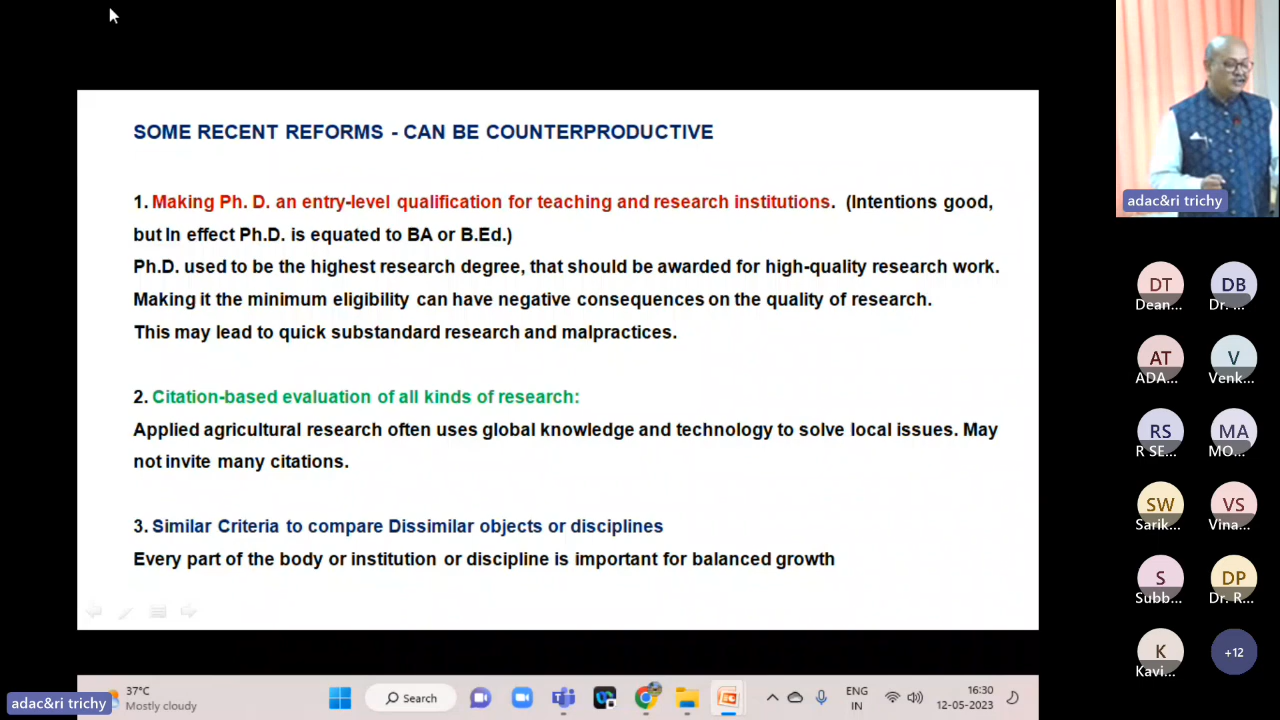 SOME RECENT REFORMS - CAN BE COUNTERPRODUCTIVE
1. Making Ph. D. an entry-level qualification for teaching and research institutions. (Intentions good,
but In effect Ph.D. is equated to BA or B.Ed.)
Ph.D. used to be the highest research degree, that should be awarded for high-quality research work.
Making it the minimum eligibility can have negative consequences on the quality of research.
This may lead to quick substandard research and malpractices.
2. Citation-based evaluation of all kinds of research:
Applied agricultural research often uses global knowledge and technology to solve local issues. May
not invite many citations.
3. Similar Criteria to compare Dissimilar objects or disciplines
Every part of the body or institution or discipline is important for balanced growth
adac&ri trichy
DT
Dean...
DB
Dr. ...
AT
ADA...
V
Venk...
RS
R SE...
MA
MO...
SW
Sarik...
VS
Vina...
S
Subb...
DP
Dr. R...
K
Kavi...
+12
adac&ri trichy
37°C
Mostly cloudy
Search
ENG
IN
16:30
12-05-2023